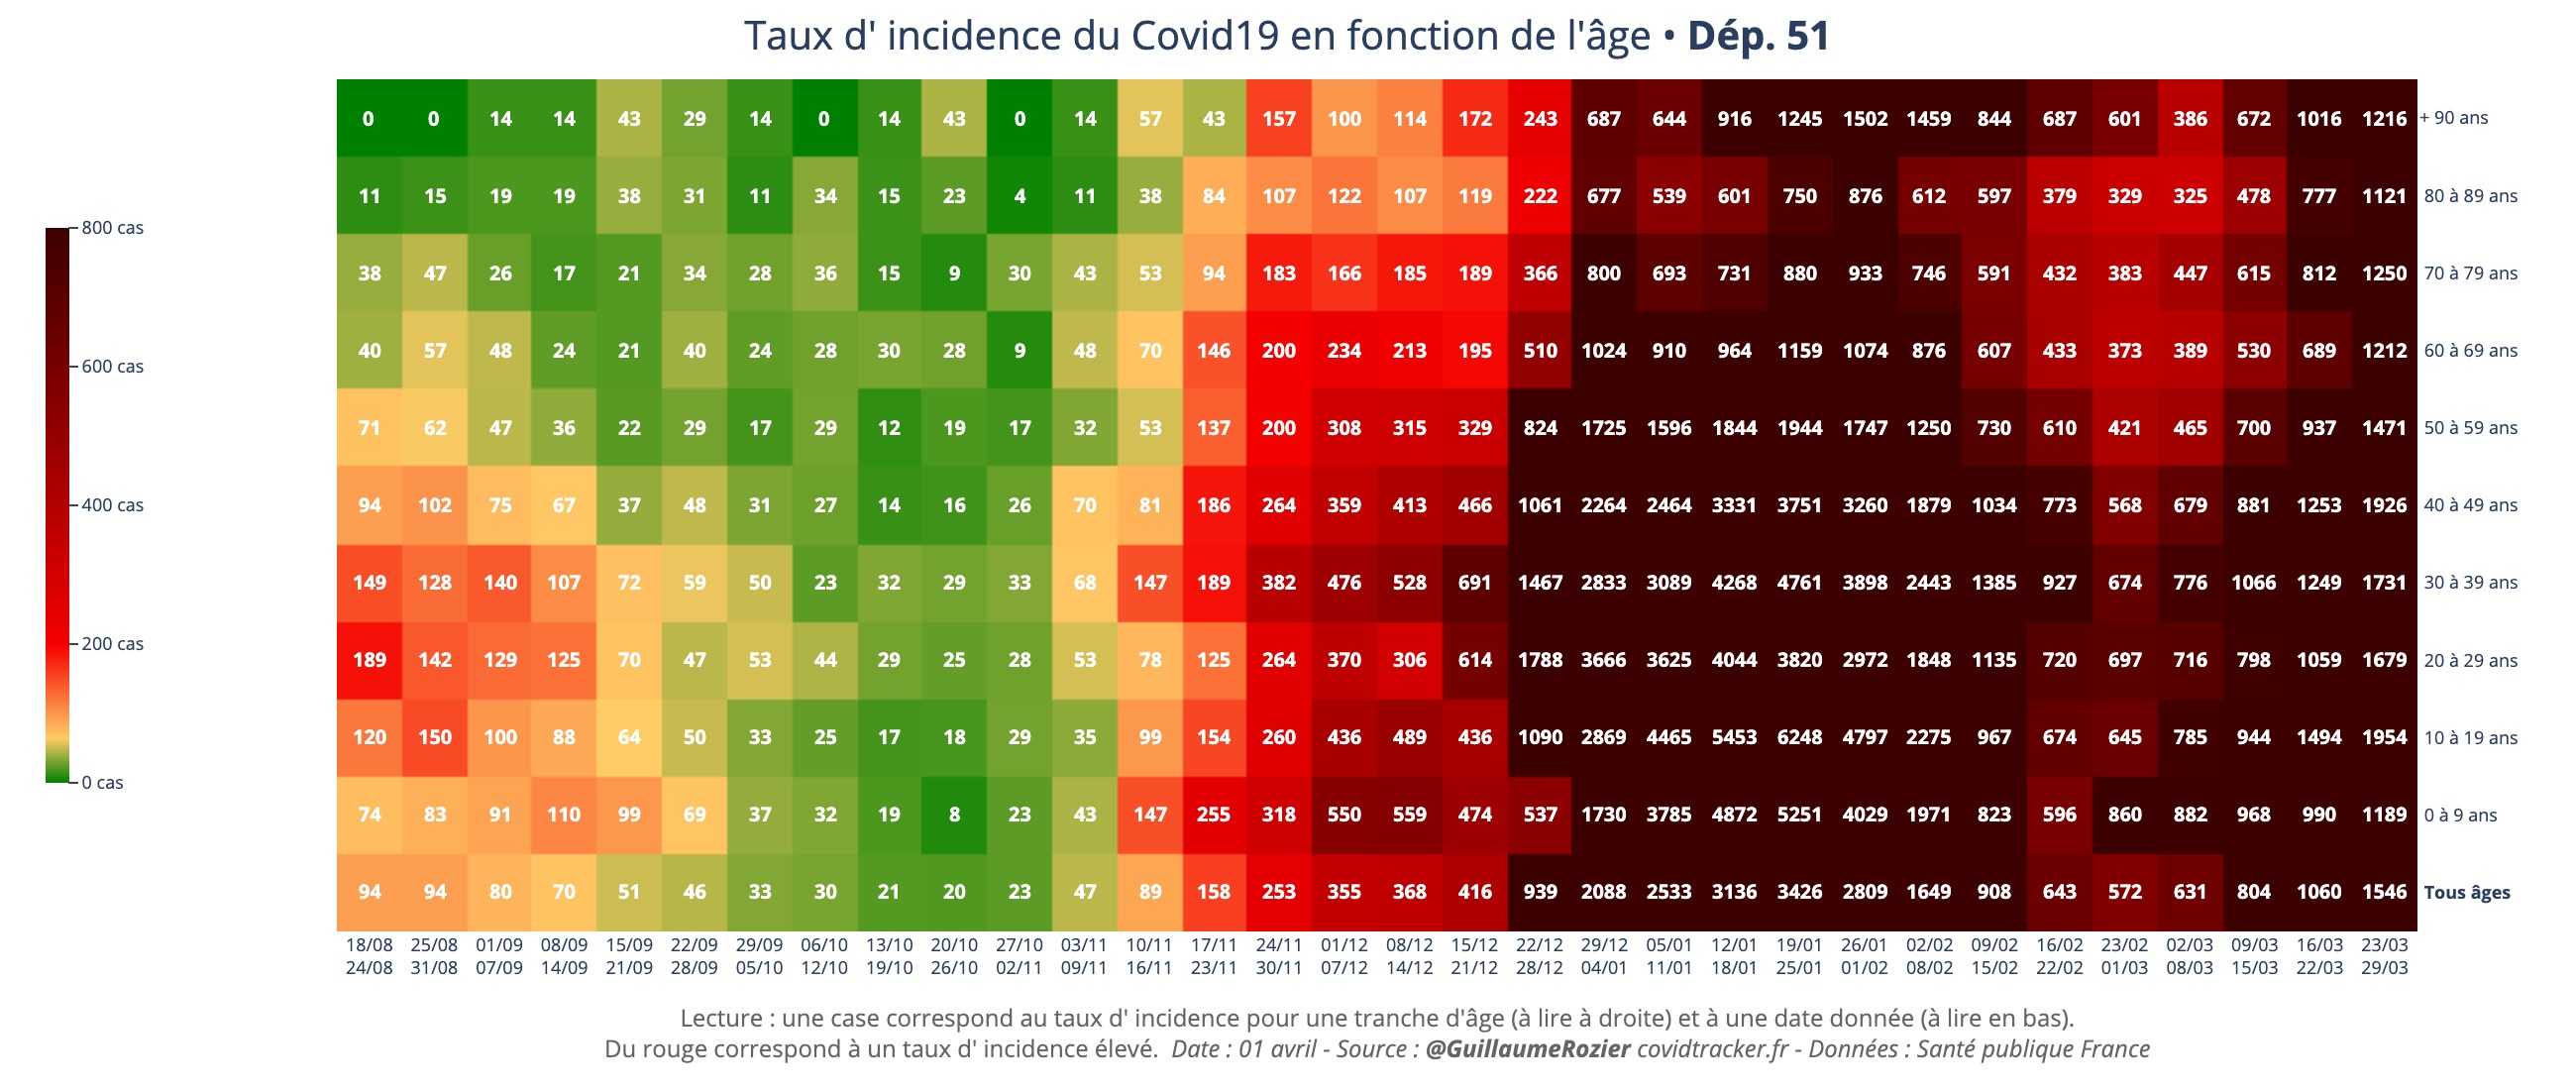 Taux d' incidence du Covid19 en fonction de l'âge • Dép. 51
0 0 14 14 43 29 14 0 14 43 0 14 57 43 157 100 114 172 243 687 644 916 1245 1502 1459 844 687 601 386 672 1016 1216 + 90 ans
11 15 19 19 38 31 11 34 15 23 4 11 38 84 107 122 107 119 222 677 539 601 750 876 612 597 379 329 325 478 777 1121 80 à 89 ans
800 cas
38 47 26 17 21 34 28 36 15 9 30 43 53 94 183 166 185 189 366 800 693 731 880 933 746 591 432 383 447 615 812 1250 70 à 79 ans
40 57 48 24 21 40 24 28 30 28 9 48 70 146 200 234 213 195 510 1024 910 964 1159 1074 876 607 433 373 389 530 689 1212 60 à 69 ans
600 cas
71 62 47 36 22 29 17 29 12 19 17 32 53 137 200 308 315 329 824 1725 1596 1844 1944 1747 1250 730 610 421 465 700 937 1471 50 à 59 ans
400 cas
94 102 75 67 37 48 31 27 14 16 26 70 81 186 264 359 413 466 1061 2264 2464 3331 3751 3260 1879 1034 773 568 679 881 1253 1926 40 à 49 ans
149 128 140 107 72 59 50 23 32 29 33 68 147 189 382 476 528 691 1467 2833 3089 4268 4761 3898 2443 1385 927 674 776 1066 1249 1731 30 à 39 ans
200 cas
189 142 129 125 70 47 53 44 29 25 28 53 78 125 264 370 306 614 1788 3666 3625 4044 3820 2972 1848 1135 720 697 716 798 1059 1679 20 à 29 ans
120 150 100 88 64 50 33 25 17 18 29 35 99 154 260 436 489 436 1090 2869 4465 5453 6248 4797 2275 967 674 645 785 944 1494 1954 10 à 19 ans
0 cas
74 83 91 110 99 69 37 32 19 8 23 43 147 255 318 550 559 474 537 1730 3785 4872 5251 4029 1971 823 596 860 882 968 990 1189 0 à 9 ans
94 94 80 70 51 46 33 30 21 20 23 47 89 158 253 355 368 416 939 2088 2533 3136 3426 2809 1649 908 643 572 631 804 1060 1546 Tous âges
18/08 25/08 01/09 08/09 15/09 22/09 29/09 06/10 13/10 20/10 27/10 03/11 10/11 17/11 24/11 01/12 08/12 15/12 22/12 29/12 05/01 12/01 19/01 26/01 02/02 09/02 16/02 23/02 02/03 09/03 16/03 23/03
24/08 31/08 07/09 14/09 21/09 28/09 05/10 12/10 19/10 26/10 02/11 09/11 16/11 23/11 30/11 07/12 14/12 21/12 28/12 04/01 11/01 18/01 25/01 01/02 08/02 15/02 22/02 01/03 08/03 15/03 22/03 29/03
Lecture : une case correspond au taux d' incidence pour une tranche d'âge (à lire à droite) et à une date donnée (à lire en bas).
Du rouge correspond à un taux d' incidence élevé. Date : 01 avril - Source : @GuillaumeRozier covidtracker.fr - Données : Santé publique France